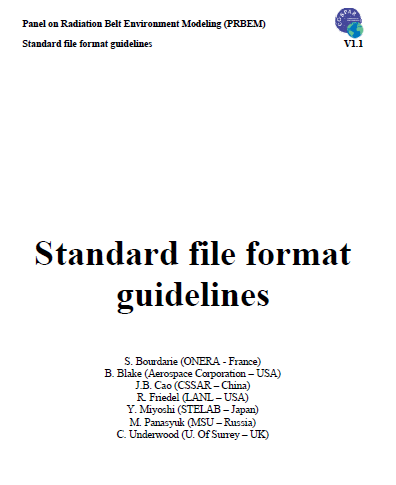 Panel on Radiation Belt Environment Modeling (PRBEM)
COSPAR
Standard file format guidelines V1.1
Standard file format
guidelines
S. Bourdarie (ONERA - France)
B. Blake (Aerospace Corporation – USA)
J.B. Cao (CSSAR – China)
R. Friedel (LANL – USA)
Y. Miyoshi (STELAB – Japan)
M. Panasyuk (MSU – Russia)
C. Underwood (U. Of Surrey – UK)